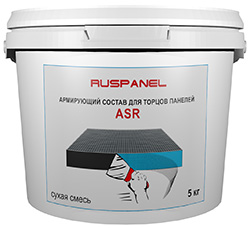 RUSPANEL
АРМИРУЮЩИЙ СОСТАВ ДЛЯ ТОРЦОВ ПАНЕЛЕЙ
ASR
сухая смесь
5 кг